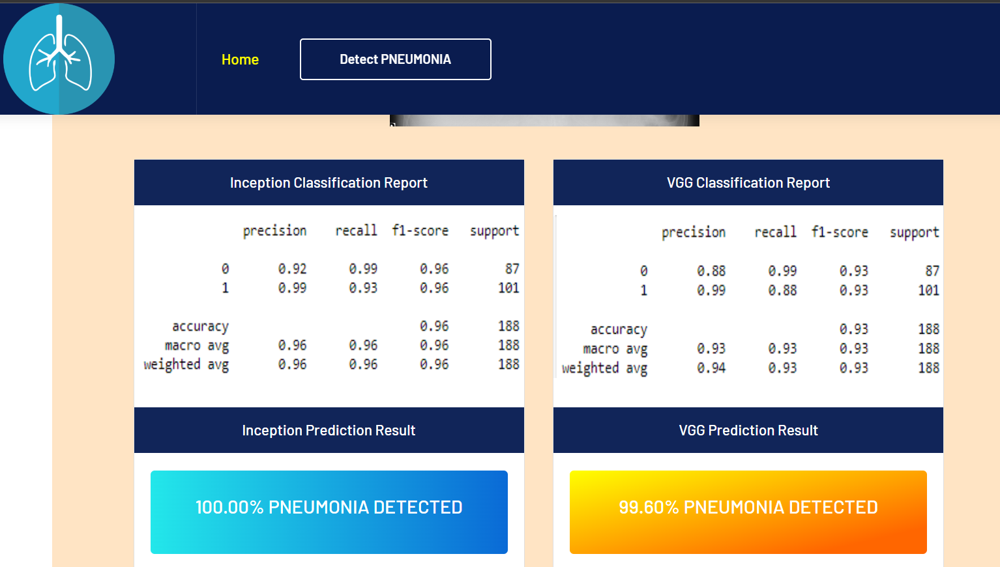 Home
Detect PNEUMONIA
Inception Classification Report
precision recall f1-score support
0 0.92 0.99 0.96 87
1 0.99 0.93 0.96 101
accuracy 0.96 188
macro avg 0.96 0.96 0.96 188
weighted avg 0.96 0.96 0.96 188
Inception Prediction Result
100.00% PNEUMONIA DETECTED
VGG Classification Report
precision recall f1-score support
0 0.88 0.99 0.93 87
1 0.99 0.88 0.93 101
accuracy 0.93 188
macro avg 0.93 0.93 0.93 188
weighted avg 0.94 0.93 0.93 188
VGG Prediction Result
99.60% PNEUMONIA DETECTED